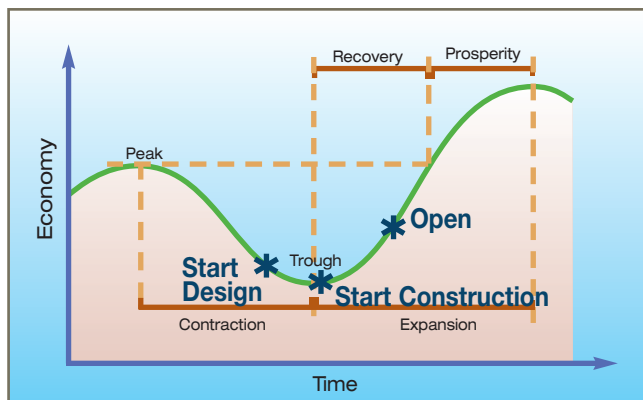 Recovery
Prosperity
Peak
Economy
Open
Trough
Start
Design
Start Construction
Contraction
Expansion
Time